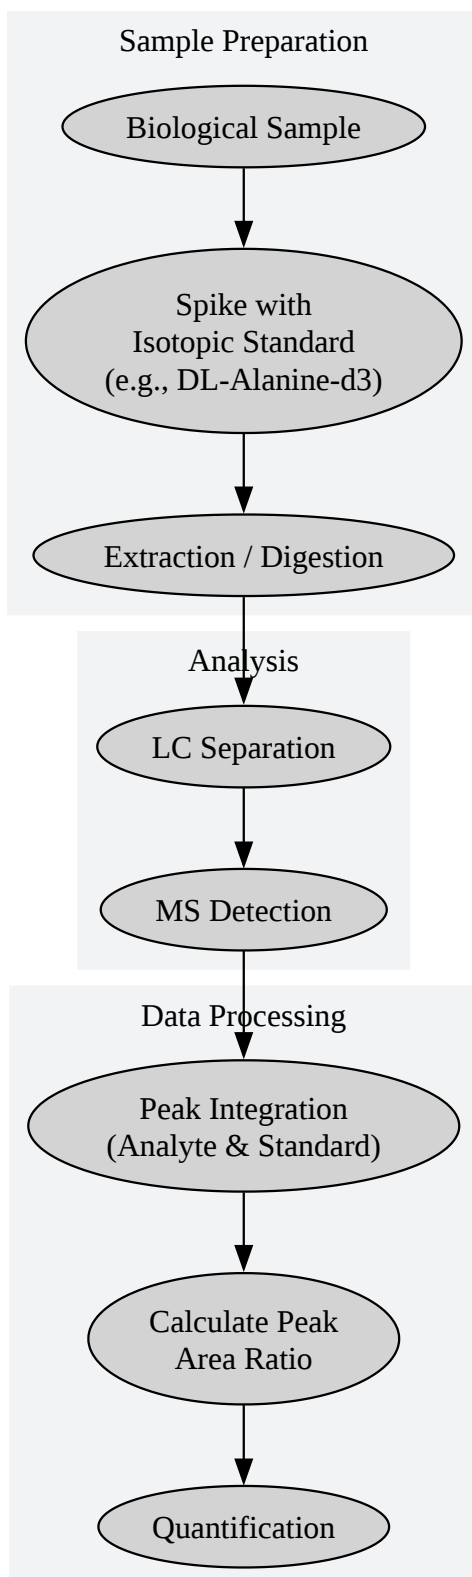 Sample Preparation
Biological Sample
Spike with
Isotopic Standard
(e.g., DL-Alanine-d3)
Extraction / Digestion
Analysis
LC Separation
MS Detection
Data Processing
Peak Integration
(Analyte & Standard)
Calculate Peak
Area Ratio
Quantification